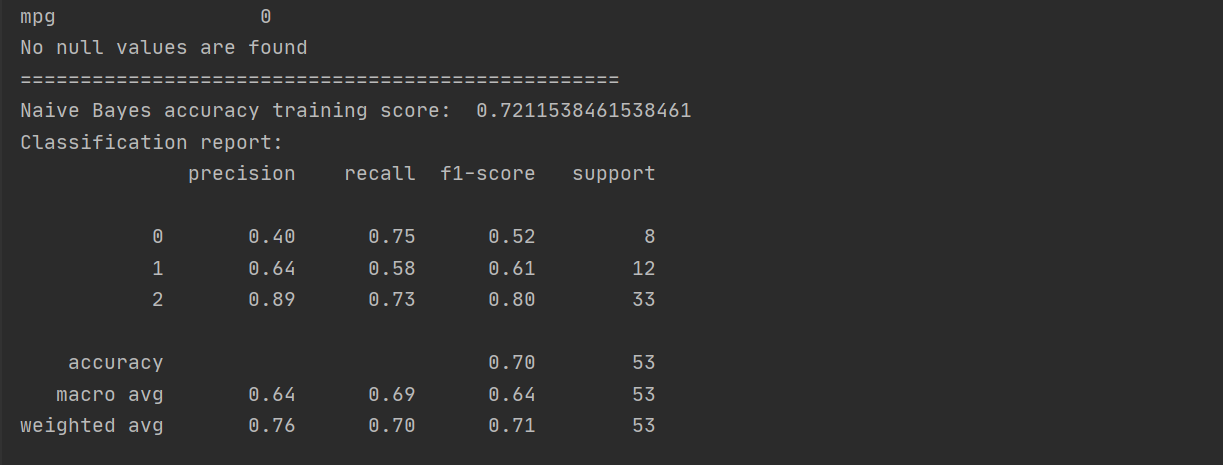 mpg                 0
No null values are found
====================================================
Naive Bayes accuracy training score:  0.7211538461538461
Classification report:
              precision    recall  f1-score   support
           0       0.40      0.75      0.52         8
           1       0.64      0.58      0.61        12
           2       0.89      0.73      0.80        33
    accuracy                           0.70        53
   macro avg       0.64      0.69      0.64        53
weighted avg       0.76      0.70      0.71        53